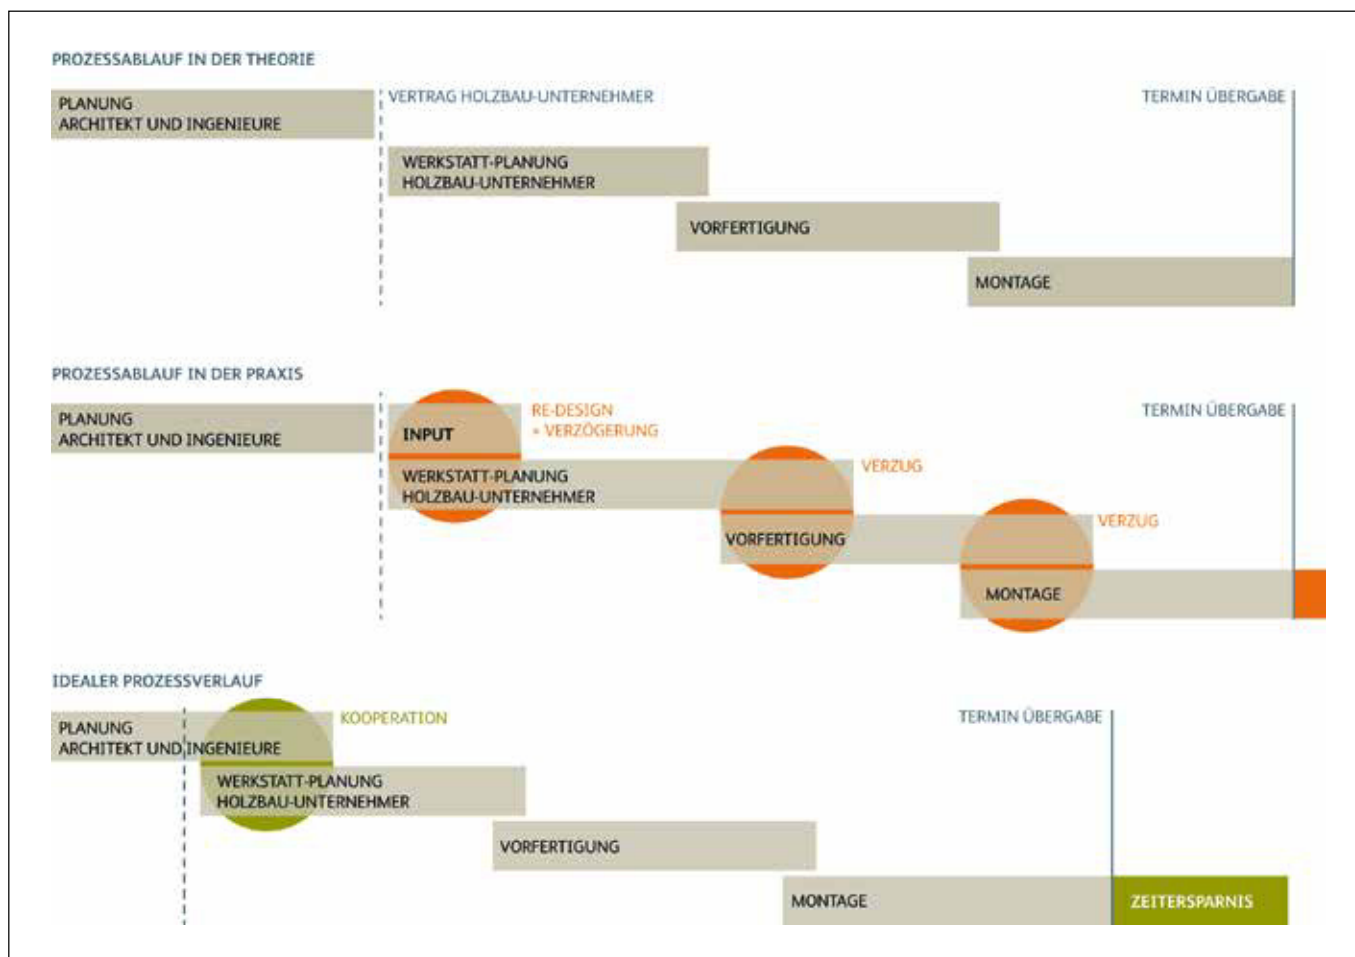 PROZESSABLAUF IN DER THEORIE
PLANUNG
ARCHITEKT UND INGENIEURE
VERTRAG HOLZBAU-UNTERNEHMER
TERMIN ÜBERGABE
WERKSTATT-PLANUNG
HOLZBAU-UNTERNEHMER
VORFERTIGUNG
MONTAGE
PROZESSABLAUF IN DER PRAXIS
PLANUNG
ARCHITEKT UND INGENIEURE
INPUT
RE-DESIGN
= VERZÖGERUNG
TERMIN ÜBERGABE
WERKSTATT-PLANUNG
HOLZBAU-UNTERNEHMER
VERZUG
VORFERTIGUNG
VERZUG
MONTAGE
IDEALER PROZESSVERLAUF
PLANUNG
ARCHITEKT UND INGENIEURE
KOOPERATION
TERMIN ÜBERGABE
WERKSTATT-PLANUNG
HOLZBAU-UNTERNEHMER
VORFERTIGUNG
MONTAGE
ZEITERSPARNIS